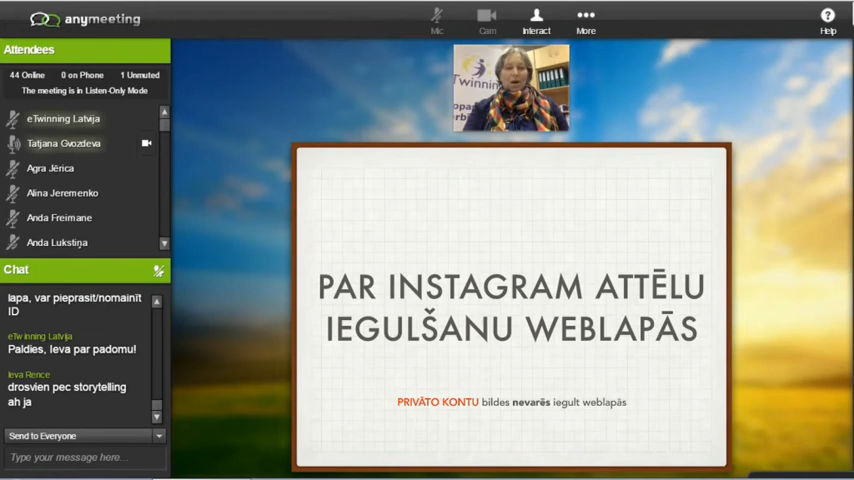 anymeeting
Mic
Cam
Interact
More
Help
Attendees
44 Online 0 on Phone 1 Unmuted
The meeting is in Listen-Only Mode
eTwinning Latvija
Tatjana Gvozdeva
Agra Jērica
Alina Jeremenko
Anda Freimane
Anda Lukstiņa
Chat
lapa, var pieprasīt/nomainīt
ID
eTwinning Latvija
Paldies, Ieva par padomu!
Ieva Rence
drosvien pec storytelling
ah ja
Send to Everyone
Type your message here...
PAR INSTAGRAM ATTĒLU
IEGULŠANU WEBLAPĀS
PRIVĀTO KONTU bildes nevarēs iegult weblapās